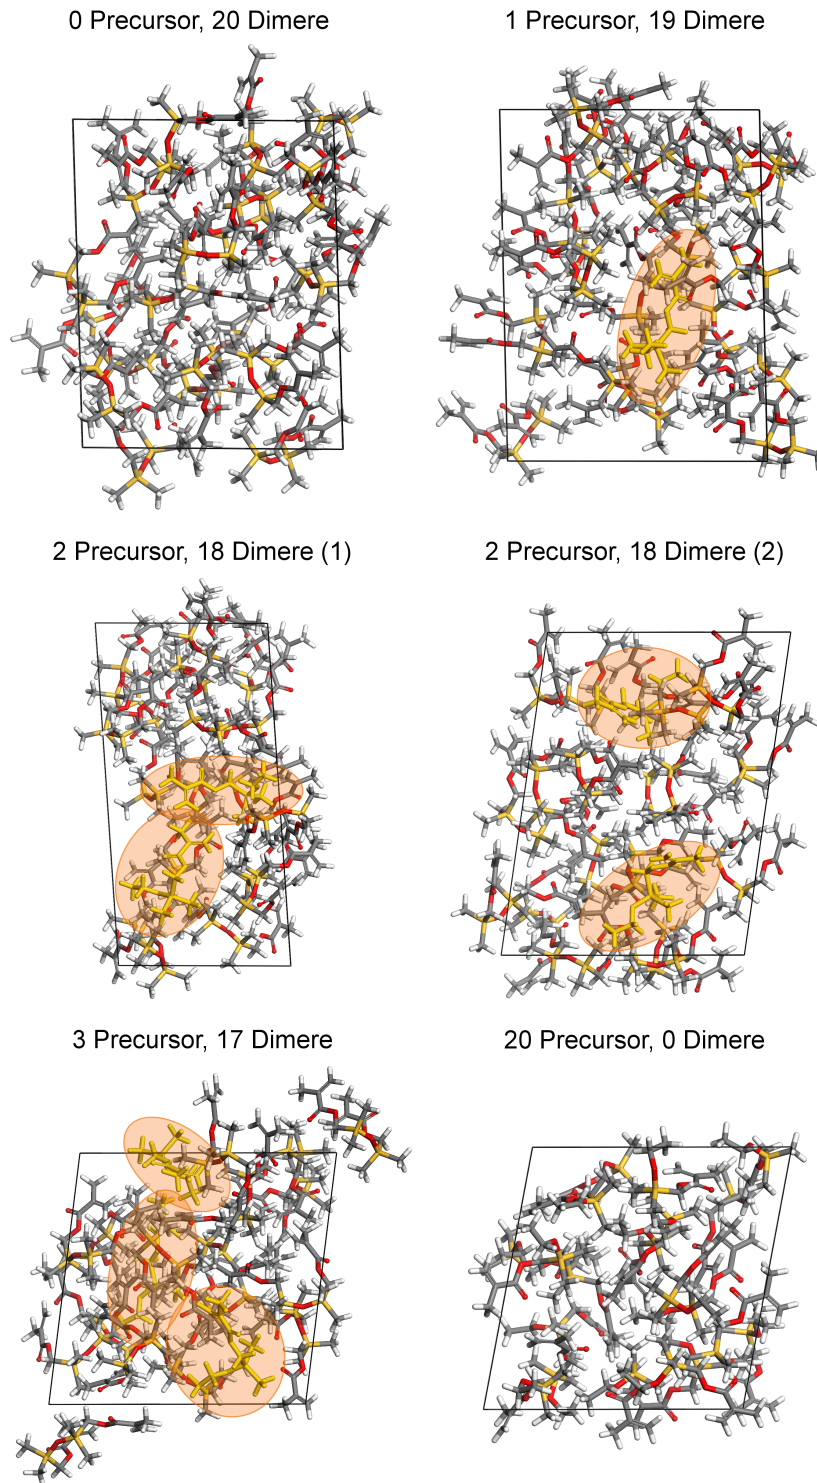 0 Precursor, 20 Dimere
1 Precursor, 19 Dimere
2 Precursor, 18 Dimere (1)
2 Precursor, 18 Dimere (2)
3 Precursor, 17 Dimere
20 Precursor, 0 Dimere